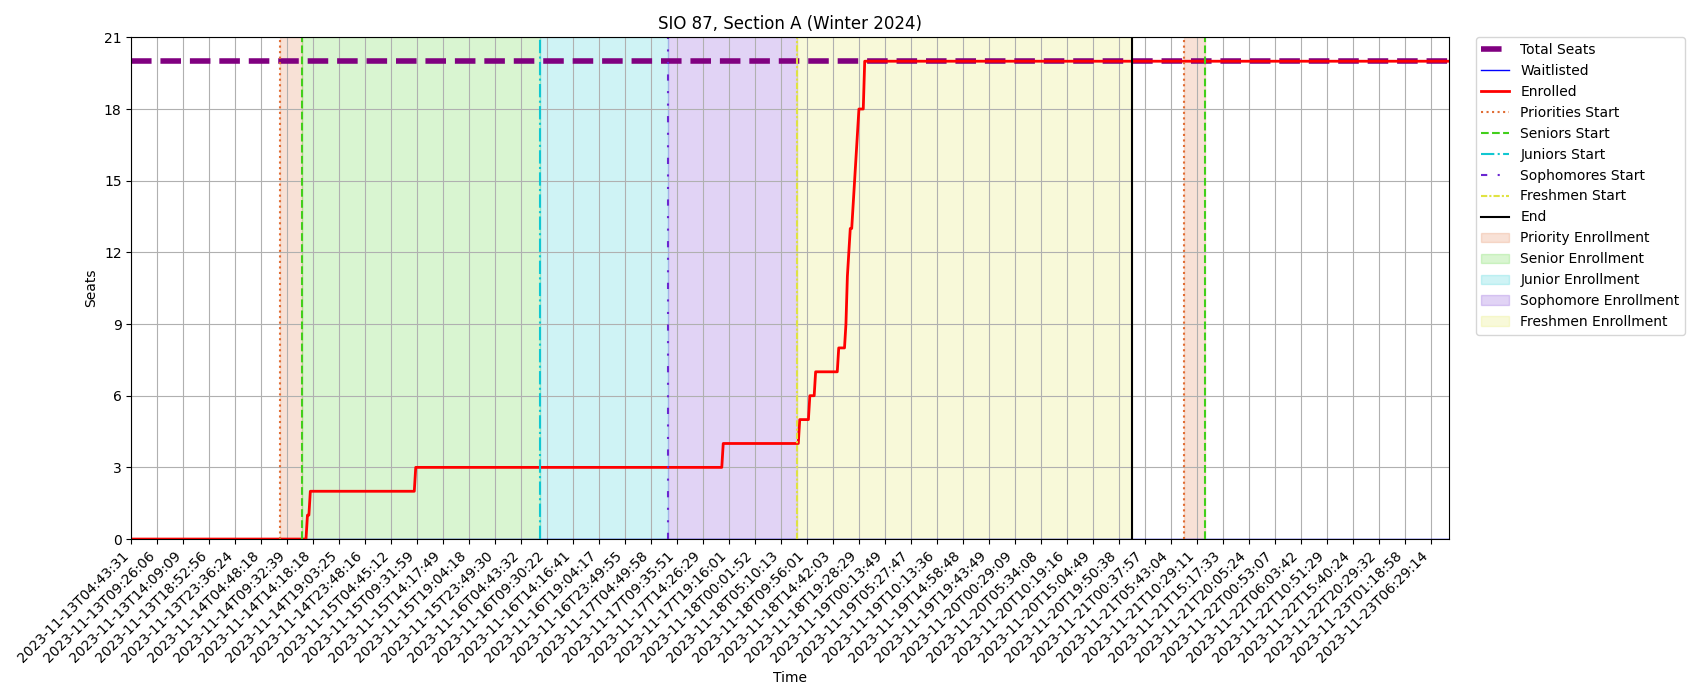 SIO 87, Section A (Winter 2024)
Seats
21
18
15
12
9
6
3
0
2023-11-13T04:43:31
2023-11-13T09:26:06
2023-11-13T14:09:09
2023-11-13T18:52:56
2023-11-13T23:36:24
2023-11-14T04:48:18
2023-11-14T09:32:39
2023-11-14T14:18:18
2023-11-14T19:03:25
2023-11-14T23:48:16
2023-11-15T04:45:12
2023-11-15T09:31:59
2023-11-15T14:17:49
2023-11-15T19:04:18
2023-11-15T23:49:30
2023-11-16T04:43:32
2023-11-16T09:30:22
2023-11-16T14:16:41
2023-11-16T19:04:17
2023-11-16T23:49:55
2023-11-17T04:49:58
2023-11-17T09:35:51
2023-11-17T14:26:29
2023-11-17T19:16:01
2023-11-18T00:01:52
2023-11-18T05:10:13
2023-11-18T09:56:01
2023-11-18T14:42:03
2023-11-18T19:28:29
2023-11-19T00:13:49
2023-11-19T05:27:47
2023-11-19T10:13:36
2023-11-19T14:58:48
2023-11-19T19:43:49
2023-11-20T00:29:09
2023-11-20T05:34:08
2023-11-20T10:19:16
2023-11-20T15:04:49
2023-11-20T19:50:38
2023-11-21T00:37:57
2023-11-21T05:43:04
2023-11-21T10:29:11
2023-11-21T15:17:33
2023-11-21T20:05:24
2023-11-22T00:53:07
2023-11-22T06:03:42
2023-11-22T10:51:29
2023-11-22T15:40:24
2023-11-22T20:29:32
2023-11-23T01:18:58
2023-11-23T06:29:14
Time
Total Seats
Waitlisted
Enrolled
Priorities Start
Seniors Start
Juniors Start
Sophomores Start
Freshmen Start
End
Priority Enrollment
Senior Enrollment
Junior Enrollment
Sophomore Enrollment
Freshmen Enrollment